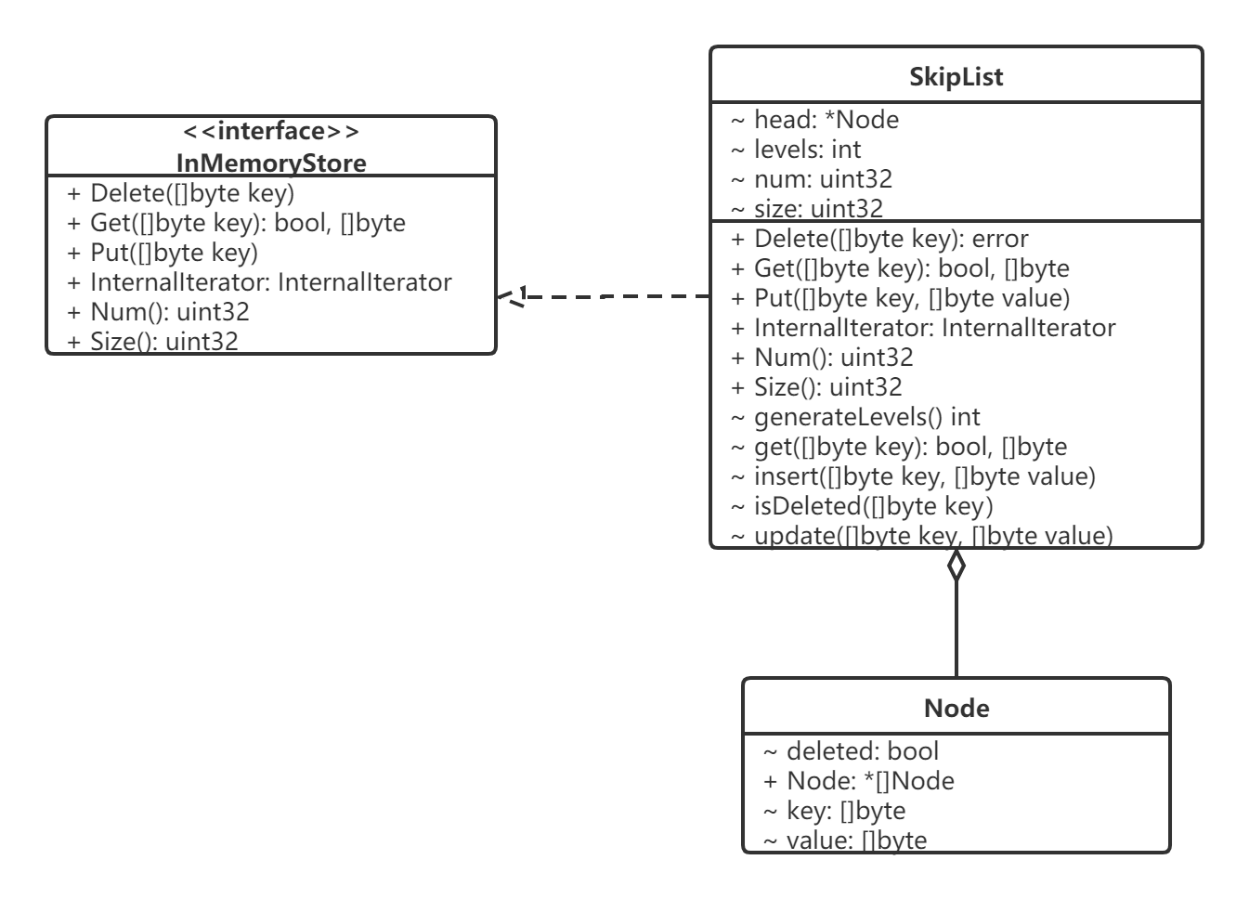 <<interface>>
InMemoryStore
+ Delete([]byte key)
+ Get([]byte key): bool, []byte
+ Put([]byte key)
+ InternalIterator: InternalIterator
+ Num(): uint32
+ Size(): uint32
SkipList
~ head: *Node
~ levels: int
~ num: uint32
~ size: uint32
+ Delete([]byte key): error
+ Get([]byte key): bool, []byte
+ Put([]byte key, []byte value)
+ InternalIterator: InternalIterator
+ Num(): uint32
+ Size(): uint32
~ generateLevels() int
~ get([]byte key): bool, []byte
~ insert([]byte key, []byte value)
~ isDeleted([]byte key)
~ update([]byte key, []byte value)
Node
~ deleted: bool
+ Node: *[]Node
~ key: []byte
~ value: []byte